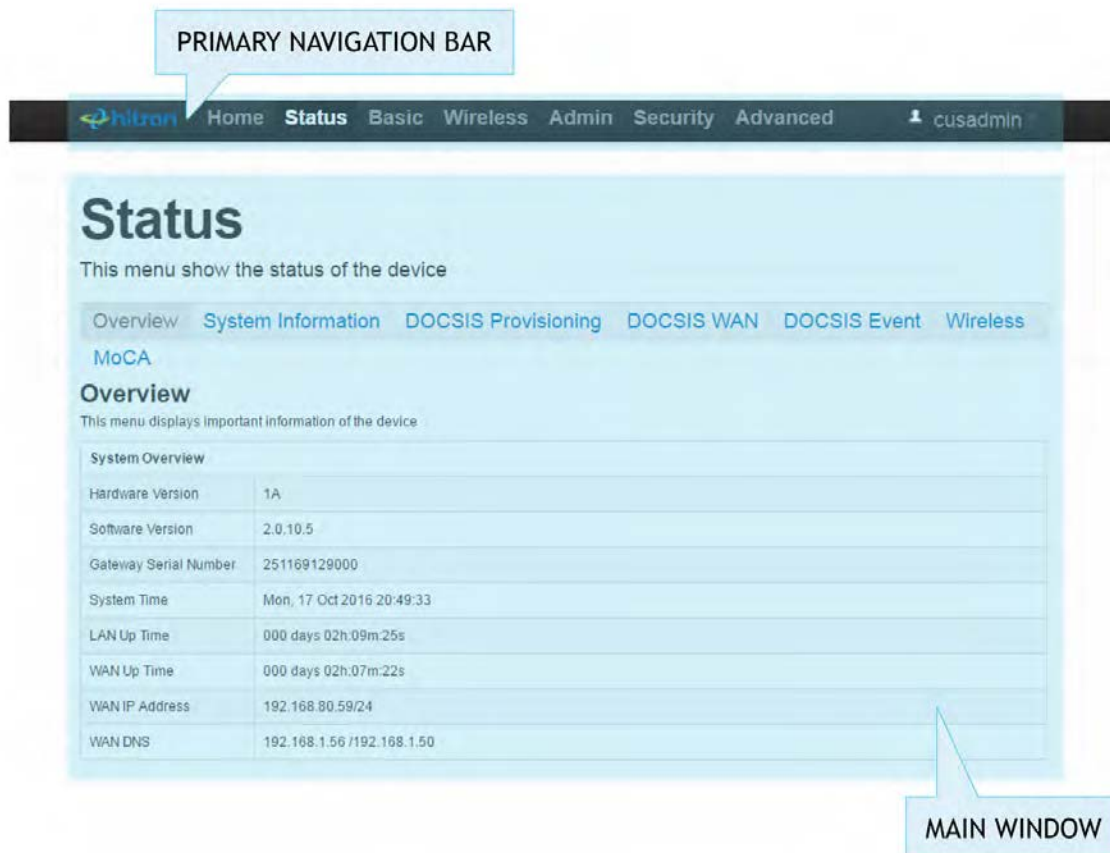 PRIMARY NAVIGATION BAR
hitron Home Status Basic Wireless Admin Security Advanced cusadmin
Status
This menu show the status of the device
Overview System Information DOCSIS Provisioning DOCSIS WAN DOCSIS Event Wireless
MoCA
Overview
This menu displays important information of the device
System Overview
Hardware Version 1A
Software Version 2.0.10.5
Gateway Serial Number 251169129000
System Time Mon, 17 Oct 2016 20:49:33
LAN Up Time 000 days 02h:09m:25s
WAN Up Time 000 days 02h:07m:22s
WAN IP Address 192.168.80.59/24
WAN DNS 192.168.1.56 /192.168.1.50
MAIN WINDOW